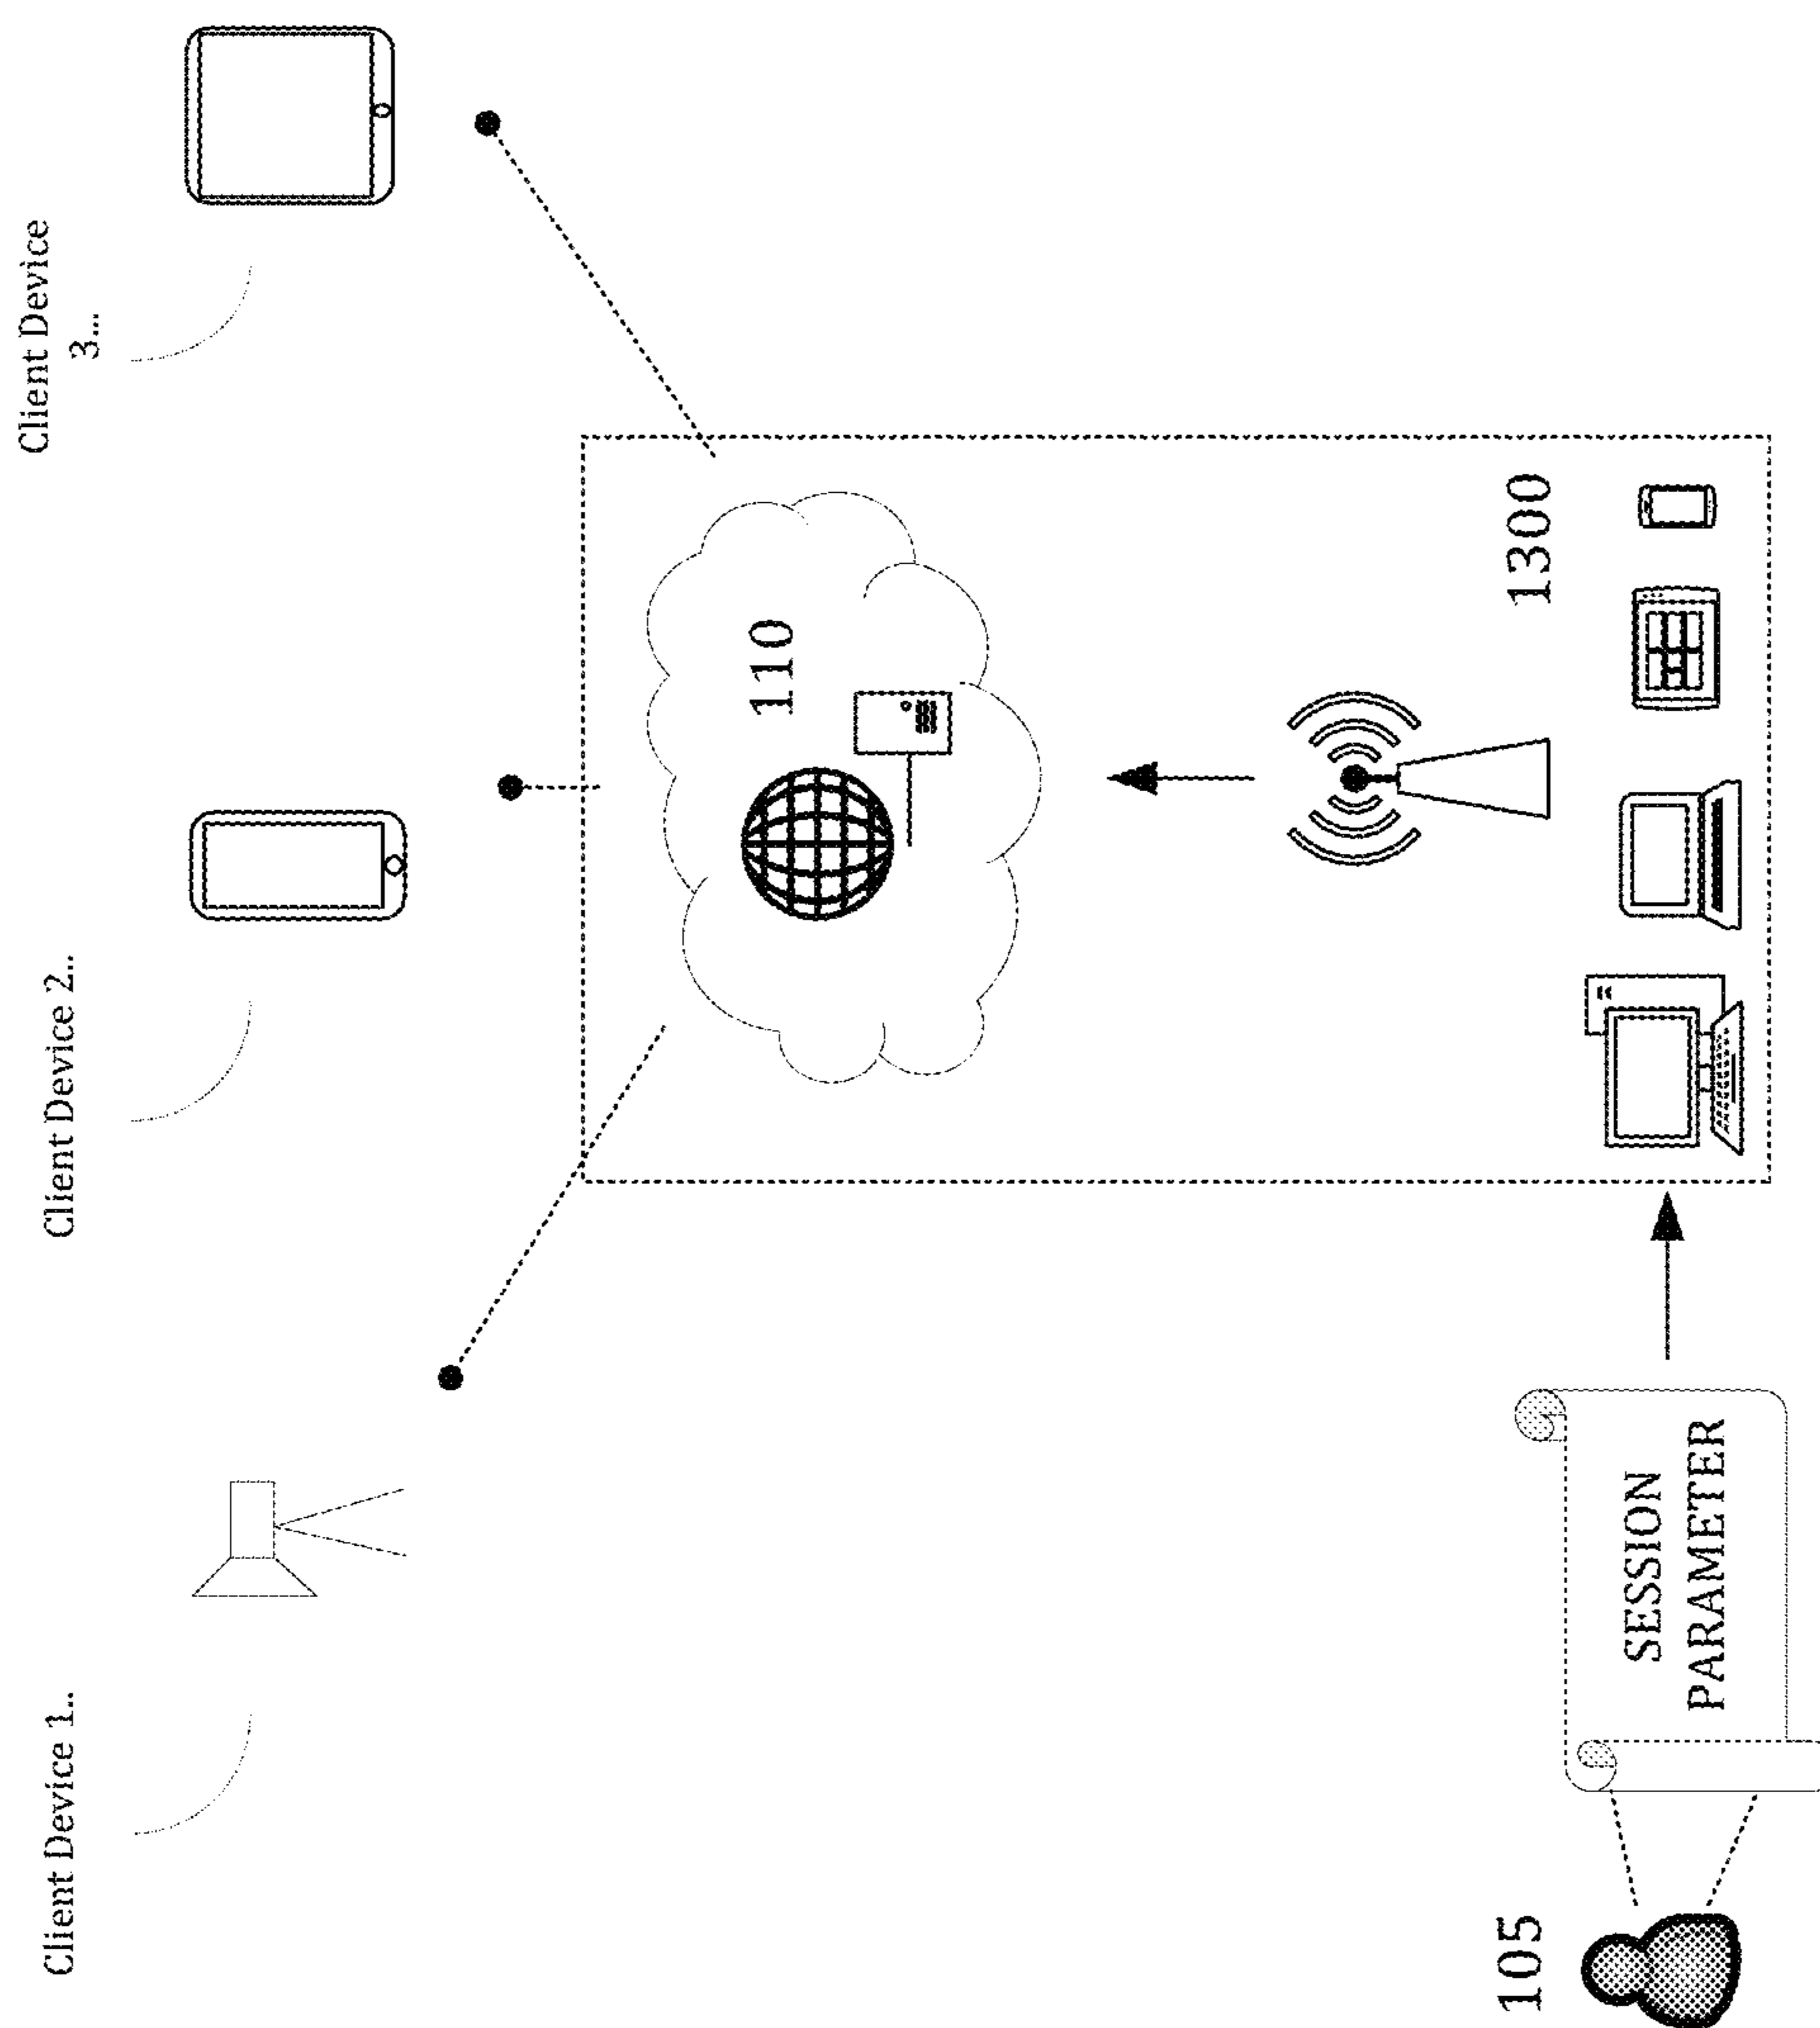 Client Device 1..
Client Device 2..
Client Device
3...
110
1300
105
SESSION
PARAMETER